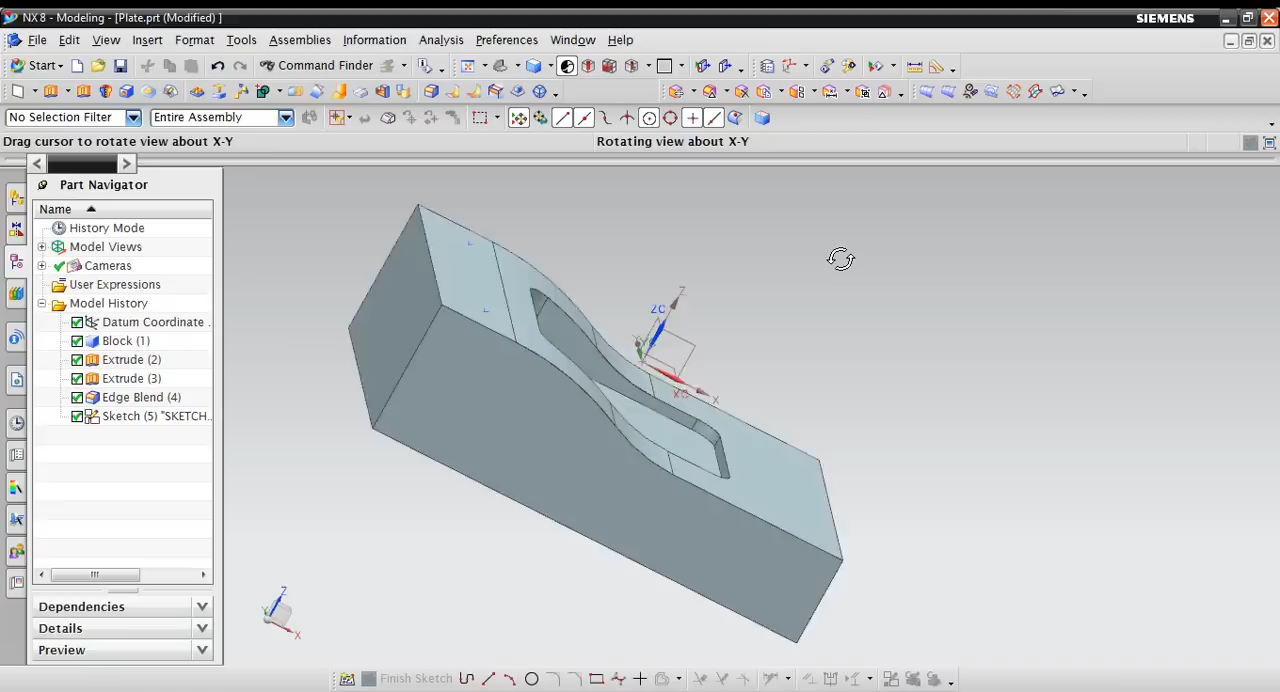 NX 8 - Modeling - [Plate.prt (Modified) ]
SIEMENS
File Edit View Insert Format Tools Assemblies Information Analysis Preferences Window Help
Start Command Finder
No Selection Filter Entire Assembly
Drag cursor to rotate view about X-Y Rotating view about X-Y
Part Navigator
Name
History Mode
Model Views
Cameras
User Expressions
Model History
Datum Coordinate .
Block (1)
Extrude (2)
Extrude (3)
Edge Blend (4)
Sketch (5) "SKETCH...
Dependencies
Details
Preview
Z
ZC
XC
X
Z
Y
X
Finish Sketch